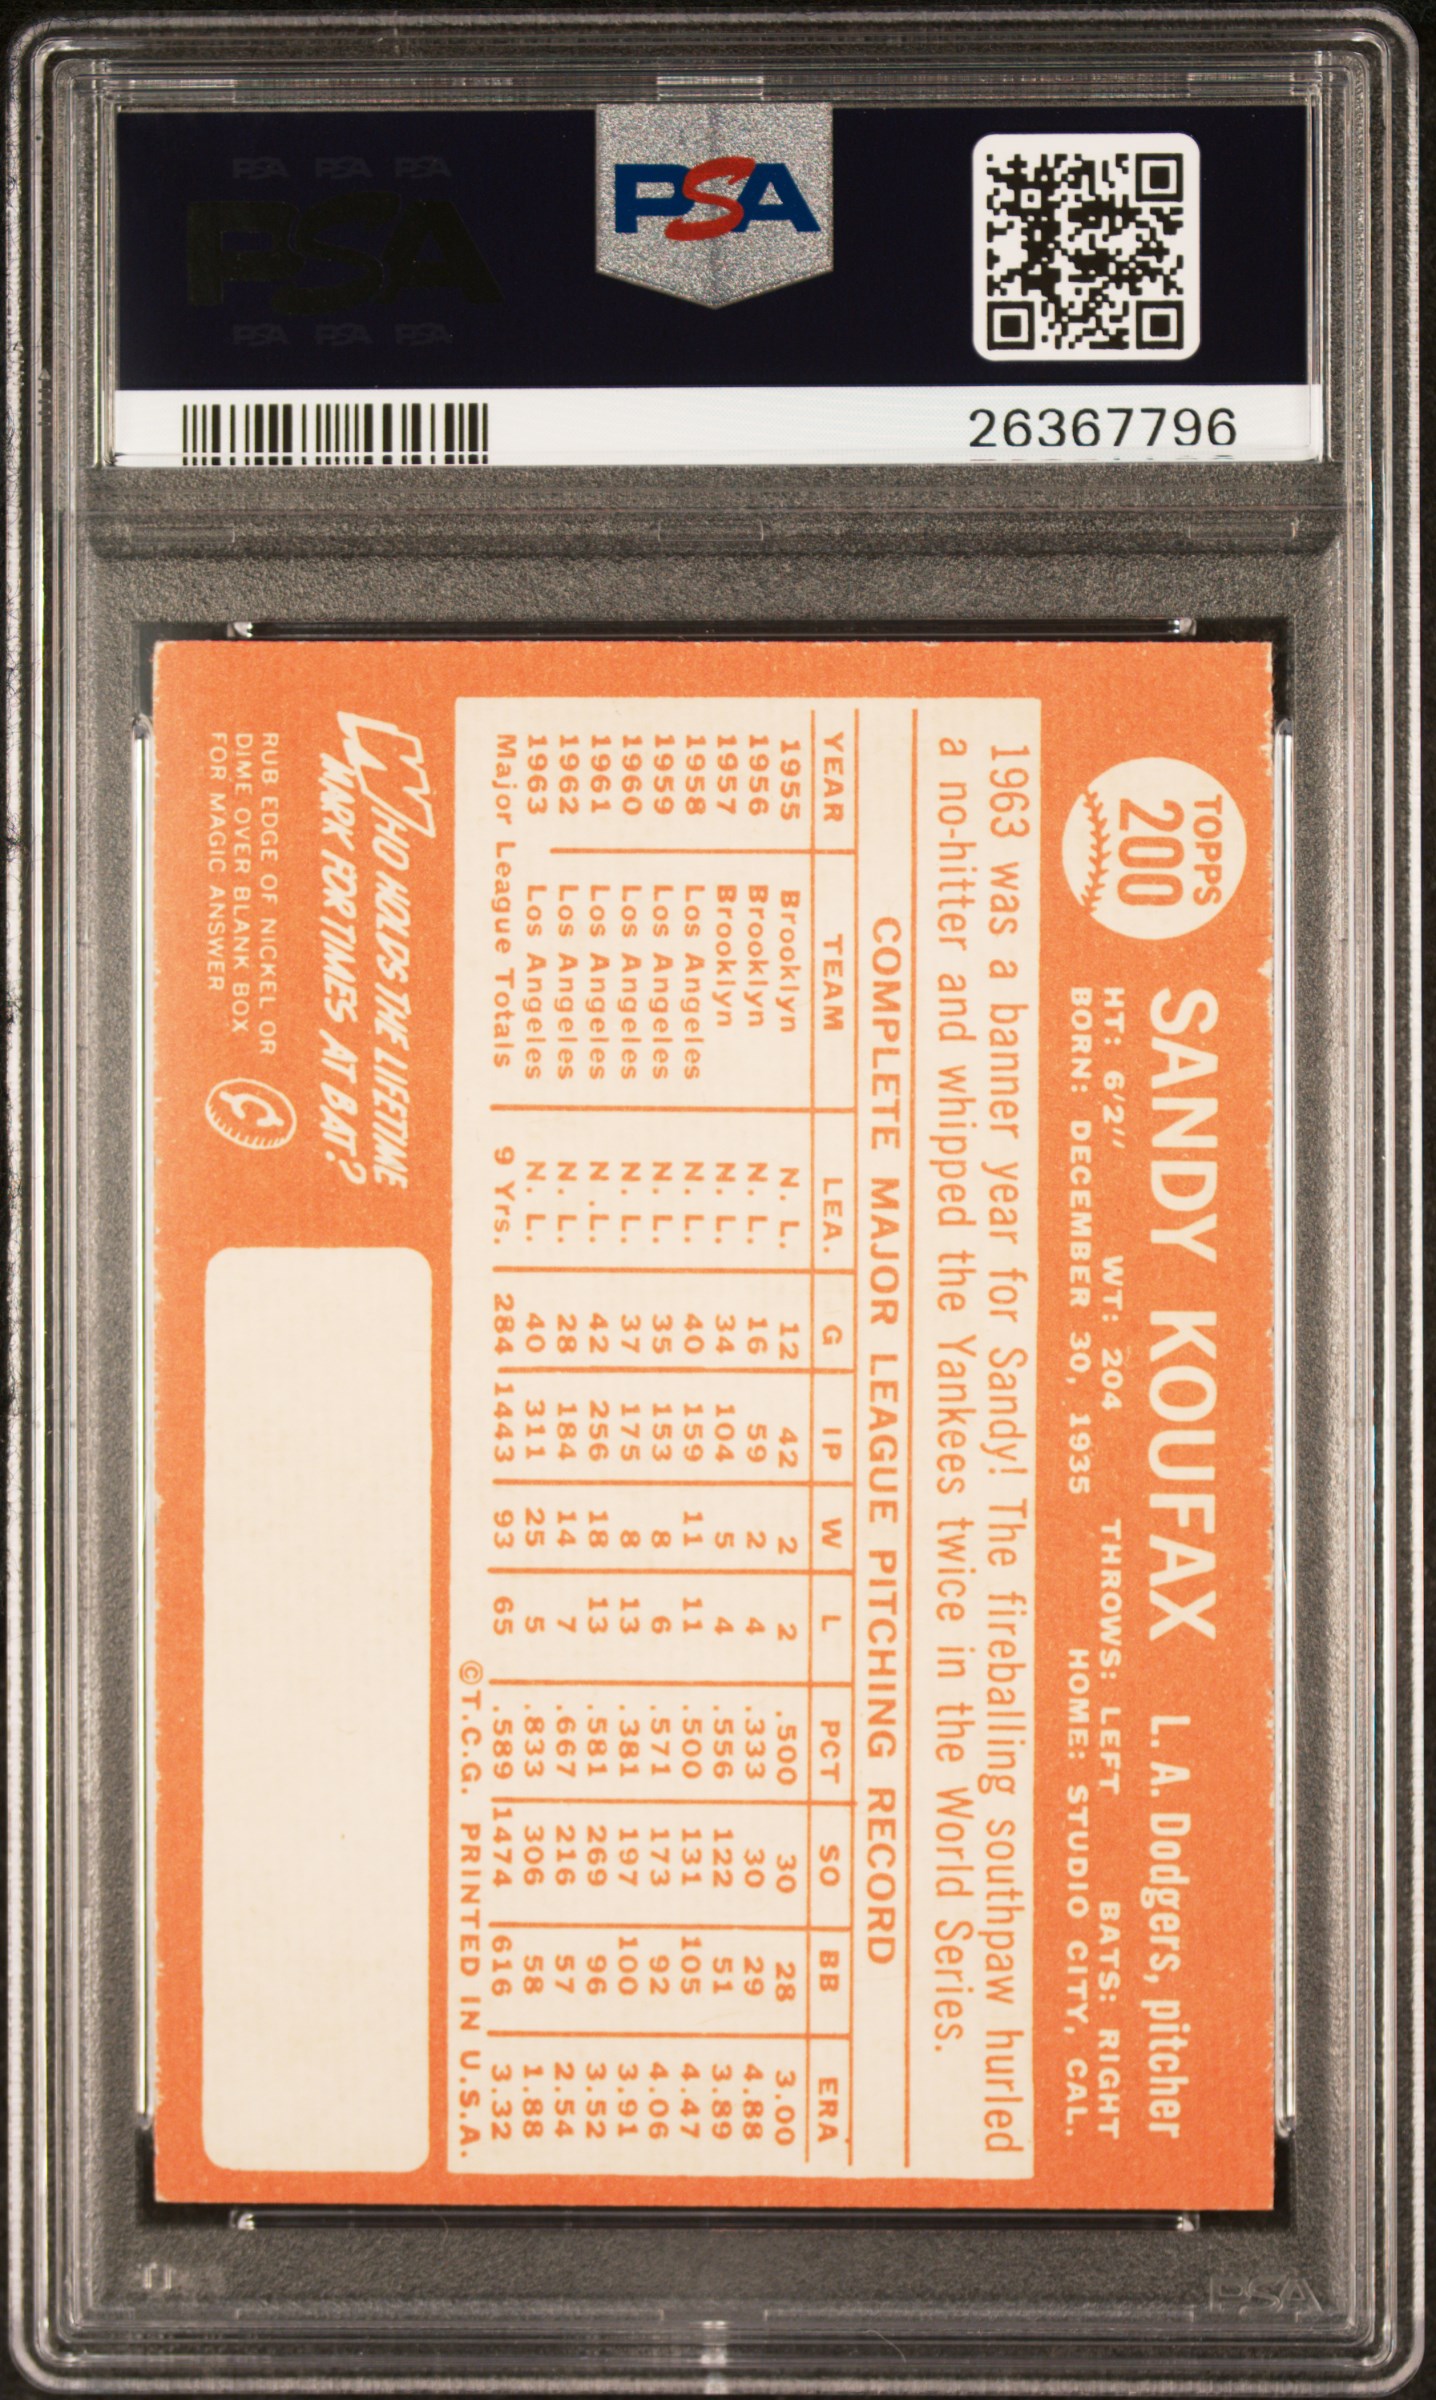 PSA PSA PSA
PSA
PSA PSA PSA
PSA
26367796
TOPPS
200
SANDY KOUFAX L. A. Dodgers, pitcher
HT: 6'2" WT: 204 THROWS: LEFT BATS: RIGHT
BORN: DECEMBER 30, 1935 HOME: STUDIO CITY, CAL.
1963 was a banner year for Sandy! The fireballing southpaw hurled
a no-hitter and whipped the Yankees twice in the World Series.
COMPLETE MAJOR LEAGUE PITCHING RECORD
YEAR TEAM LEA. G IP W L PCT SO BB ERA
1955 Brooklyn N. L. 12 42 2 2 .500 30 28 3.00
1956 Brooklyn N. L. 16 59 2 4 .333 30 29 4.88
1957 Brooklyn N. L. 34 104 5 4 .556 122 51 3.89
1958 Los Angeles N. L. 40 159 11 11 .500 131 105 4.47
1959 Los Angeles N. L. 35 153 8 6 .571 173 92 4.06
1960 Los Angeles N. L. 37 175 8 13 .381 197 100 3.91
1961 Los Angeles N .L. 42 256 18 13 .581 269 96 3.52
1962 Los Angeles N. L. 28 184 14 7 .667 216 57 2.54
1963 Los Angeles N. L. 40 311 25 5 .833 306 58 1.88
Major League Totals 9 Yrs. 284 1443 93 65 .589 1474 616 3.32
©T.C.G. PRINTED IN U.S.A.
WHO HOLDS THE LIFETIME
MARK FOR TIMES AT BAT?
RUB EDGE OF NICKEL OR
DIME OVER BLANK BOX
FOR MAGIC ANSWER
PSA